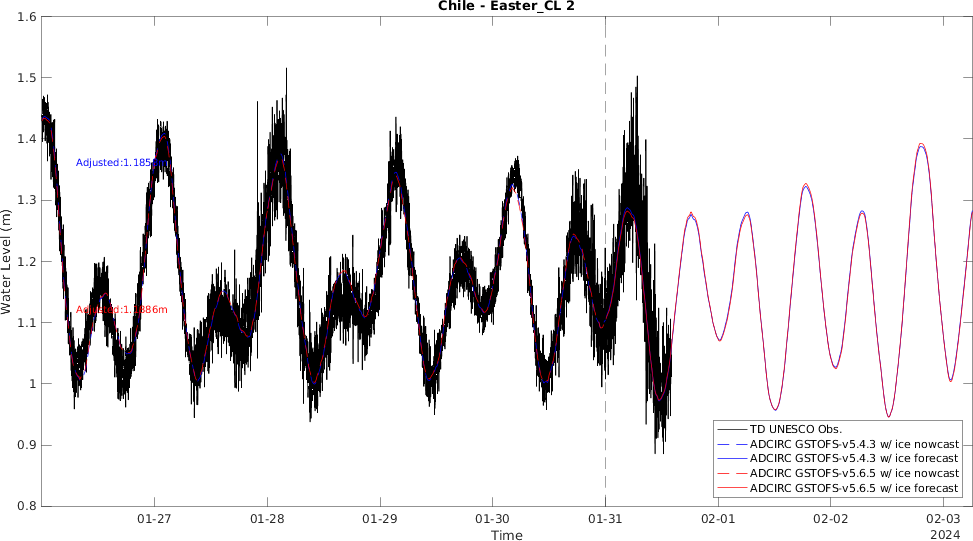 Chile - Easter_CL 2
Water Level (m)
1.6
1.5
1.4
1.3
1.2
1.1
1
0.9
0.8
Adjusted:1.185
Adjusted:1.1886m
01-27
01-28
01-29
01-30
01-31
02-01
02-02
02-03
2024
Time
TD UNESCO Obs.
ADCIRC GSTOFS-v5.4.3 w/ ice nowcast
ADCIRC GSTOFS-v5.4.3 w/ ice forecast
ADCIRC GSTOFS-v5.6.5 w/ ice nowcast
ADCIRC GSTOFS-v5.6.5 w/ ice forecast